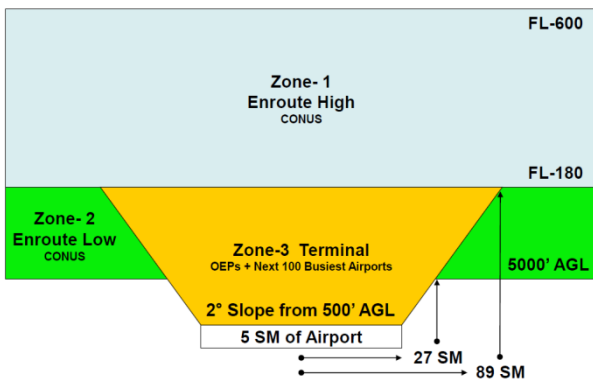 FL-600
Zone- 1
Enroute High
CONUS
FL-180
Zone- 2
Enroute Low
CONUS
Zone-3 Terminal
OEPs + Next 100 Busiest Airports
5000’ AGL
2° Slope from 500’ AGL
5 SM of Airport
27 SM
89 SM